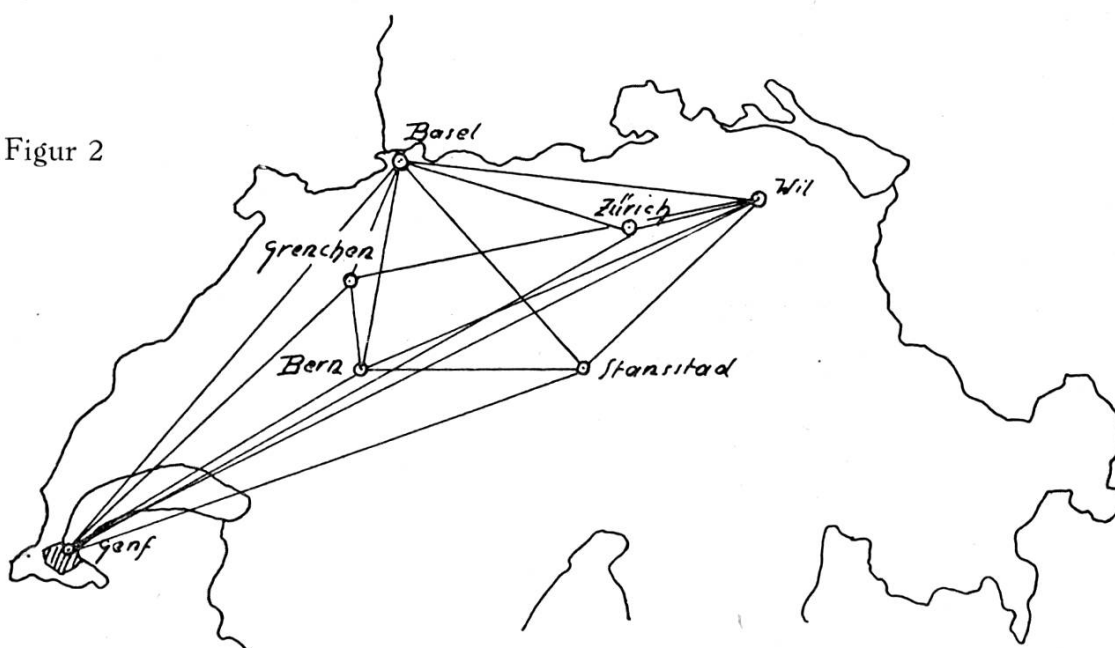 Figur 2
Basel
Wil
Zürich
Grenchen
Bern
Stansstad
Genf